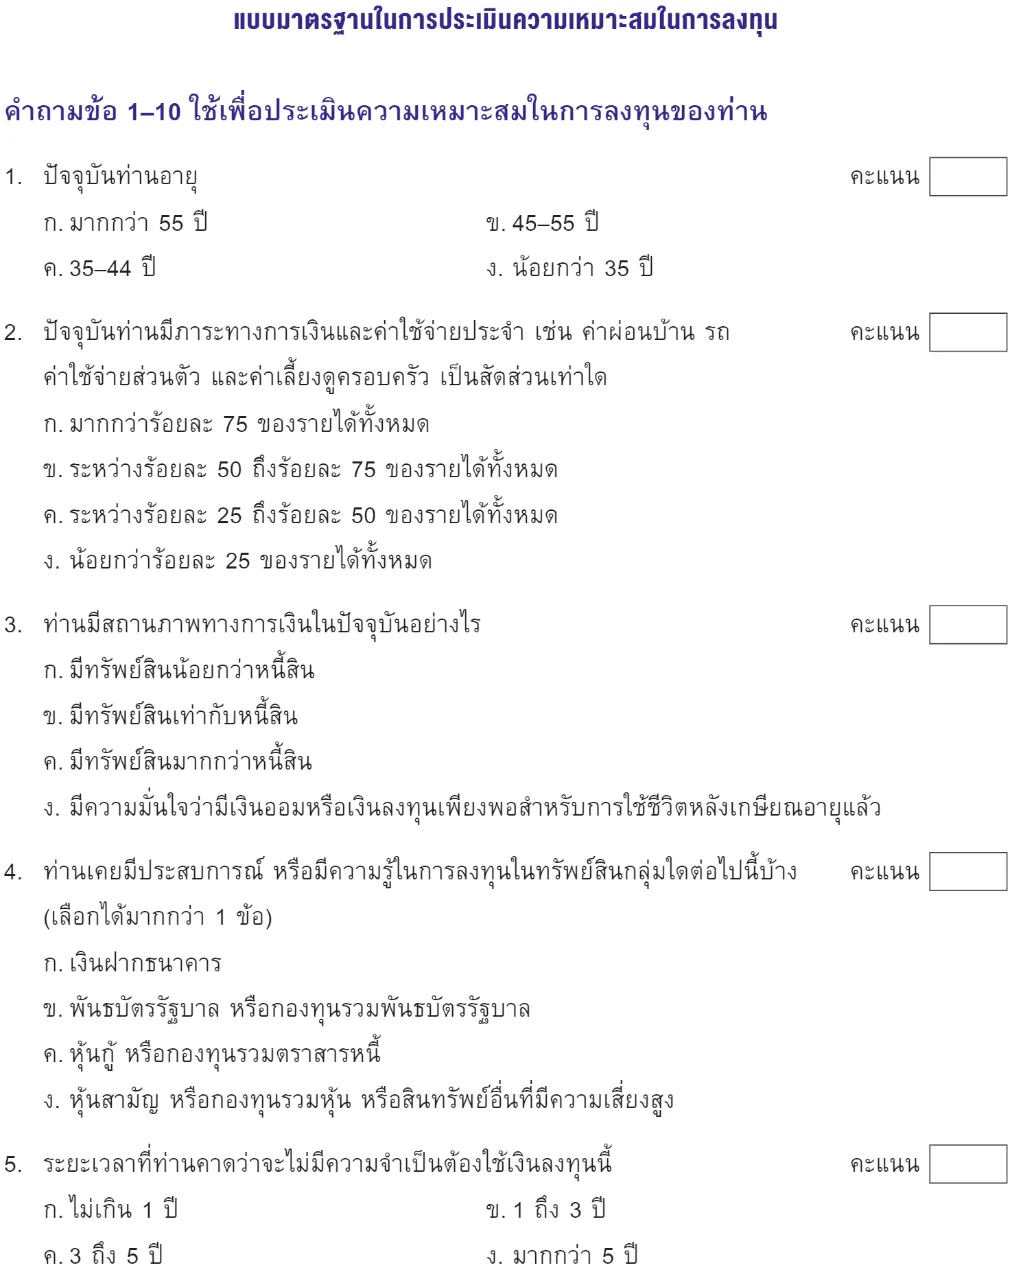 แบบมาตรฐานในการประเมินความเหมาะสมในการลงทุน
คำถามข้อ 1–10 ใช้เพื่อประเมินความเหมาะสมในการลงทุนของท่าน
1. ปัจจุบันท่านอายุ คะแนน
ก. มากกว่า 55 ปี ข. 45–55 ปี
ค. 35–44 ปี ง. น้อยกว่า 35 ปี
2. ปัจจุบันท่านมีภาระทางการเงินและค่าใช้จ่ายประจำ เช่น ค่าผ่อนบ้าน รถ คะแนน
ค่าใช้จ่ายส่วนตัว และค่าเลี้ยงดูครอบครัว เป็นสัดส่วนเท่าใด
ก. มากกว่าร้อยละ 75 ของรายได้ทั้งหมด
ข. ระหว่างร้อยละ 50 ถึงร้อยละ 75 ของรายได้ทั้งหมด
ค. ระหว่างร้อยละ 25 ถึงร้อยละ 50 ของรายได้ทั้งหมด
ง. น้อยกว่าร้อยละ 25 ของรายได้ทั้งหมด
3. ท่านมีสถานภาพทางการเงินในปัจจุบันอย่างไร คะแนน
ก. มีทรัพย์สินน้อยกว่าหนี้สิน
ข. มีทรัพย์สินเท่ากับหนี้สิน
ค. มีทรัพย์สินมากกว่าหนี้สิน
ง. มีความมั่นใจว่ามีเงินออมหรือเงินลงทุนเพียงพอสำหรับการใช้ชีวิตหลังเกษียณอายุแล้ว
4. ท่านเคยมีประสบการณ์ หรือมีความรู้ในการลงทุนในทรัพย์สินกลุ่มใดต่อไปนี้บ้าง คะแนน
(เลือกได้มากกว่า 1 ข้อ)
ก. เงินฝากธนาคาร
ข. พันธบัตรรัฐบาล หรือกองทุนรวมพันธบัตรรัฐบาล
ค. หุ้นกู้ หรือกองทุนรวมตราสารหนี้
ง. หุ้นสามัญ หรือกองทุนรวมหุ้น หรือสินทรัพย์อื่นที่มีความเสี่ยงสูง
5. ระยะเวลาที่ท่านคาดว่าจะไม่มีความจำเป็นต้องใช้เงินลงทุนนี้ คะแนน
ก. ไม่เกิน 1 ปี ข. 1 ถึง 3 ปี
ค. 3 ถึง 5 ปี ง. มากกว่า 5 ปี